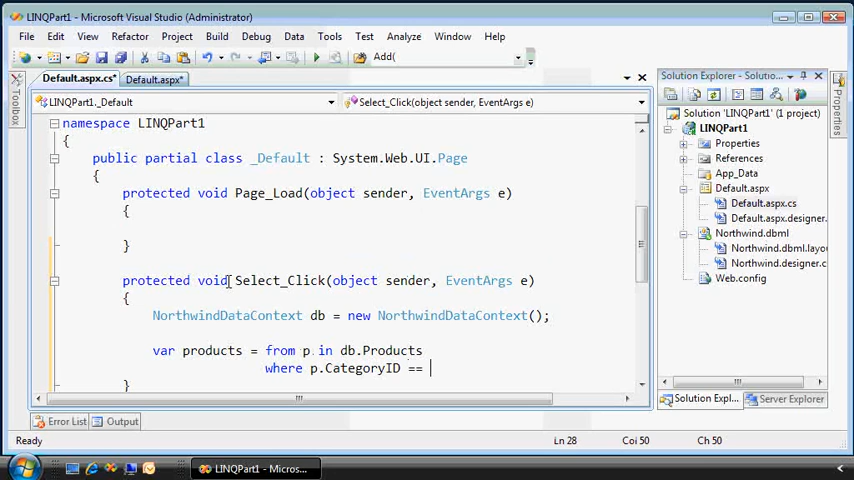 LINQPart1 - Microsoft Visual Studio (Administrator)
File Edit View Refactor Project Build Debug Data Tools Test Analyze Window Help
Add(
Default.aspx.cs* Default.aspx*
LINQPart1._Default Select_Click(object sender, EventArgs e)
Toolbox
namespace LINQPart1
{
public partial class _Default : System.Web.UI.Page
{
protected void Page_Load(object sender, EventArgs e)
{
}
protected void Select_Click(object sender, EventArgs e)
{
NorthwindDataContext db = new NorthwindDataContext();
var products = from p in db.Products
where p.CategoryID ==
}
Solution Explorer - Solutio...
Solution 'LINQPart1' (1 project)
LINQPart1
Properties
References
App_Data
Default.aspx
Default.aspx.cs
Default.aspx.designer.
Northwind.dbml
Northwind.dbml.layo
Northwind.designer.c
Web.config
Properties
Solution Expl... Server Explorer
Error List Output
Ready Ln 28 Col 50 Ch 50
LINQPart1 - Micros...